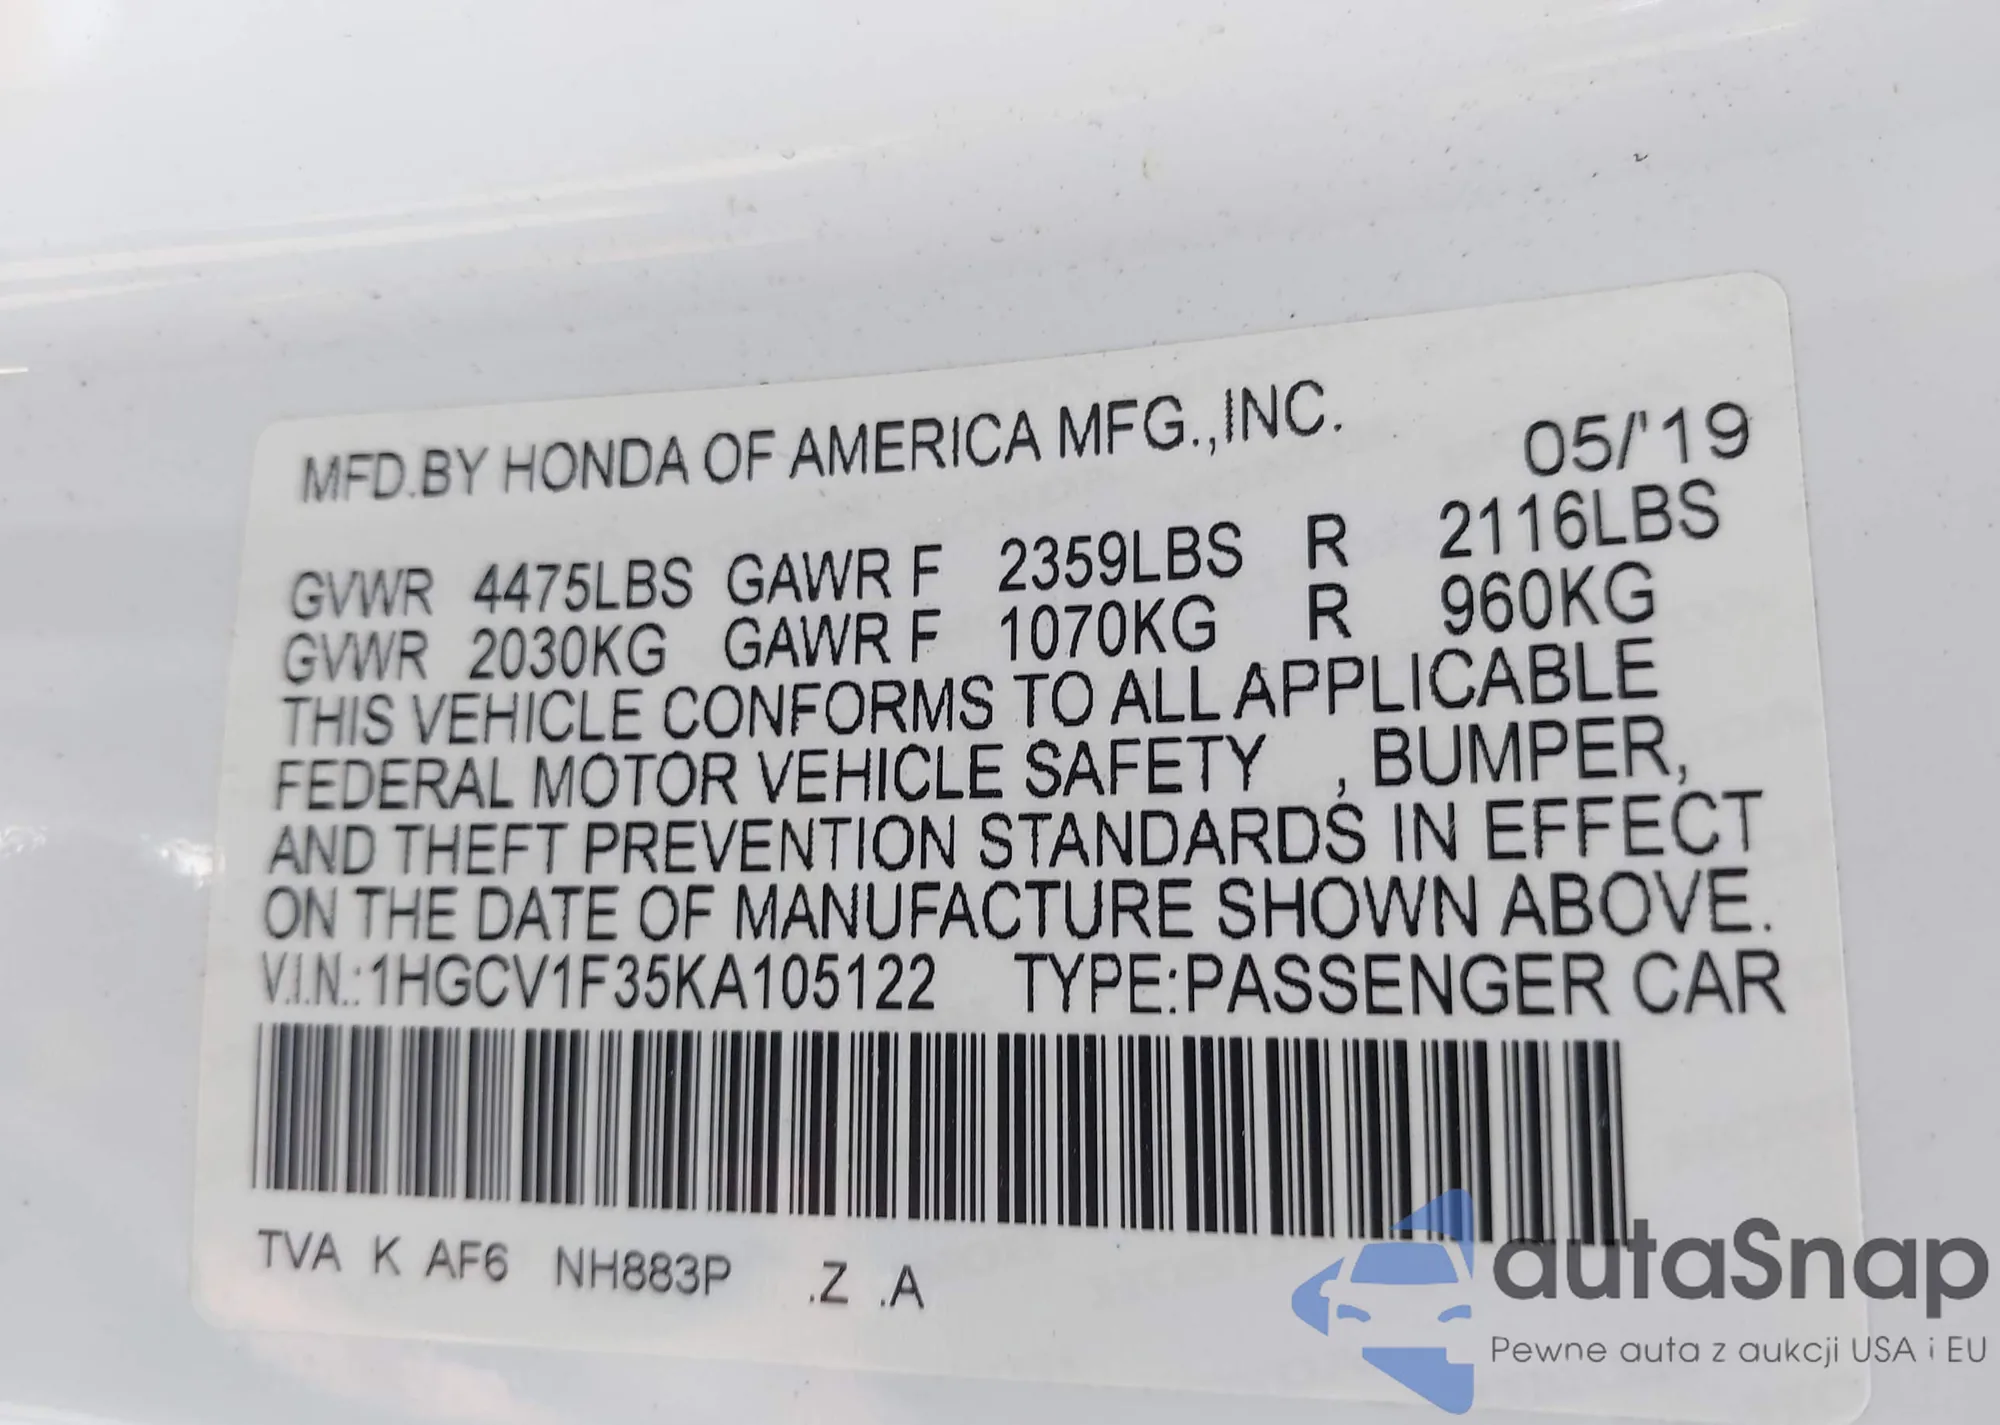 MFD.BY HONDA OF AMERICA MFG.,INC. 05/'19
GVWR 4475LBS GAWR F 2359LBS R 2116LBS
GVWR 2030KG GAWR F 1070KG R 960KG
THIS VEHICLE CONFORMS TO ALL APPLICABLE
FEDERAL MOTOR VEHICLE SAFETY , BUMPER,
AND THEFT PREVENTION STANDARDS IN EFFECT
ON THE DATE OF MANUFACTURE SHOWN ABOVE.
V.I.N.:1HGCV1F35KA105122 TYPE:PASSENGER CAR
TVA K AF6 NH883P .Z .A
autaSnap
Pewne auta z aukcji USA i EU